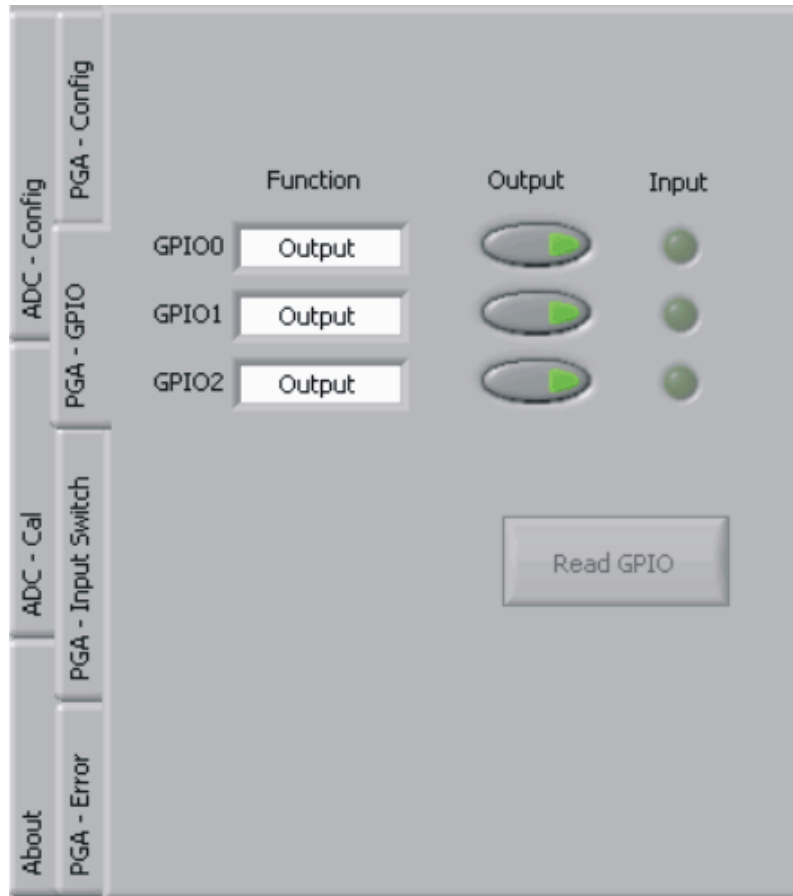 ADC - Config
ADC - Cal
About
PGA - Config
PGA - GPIO
PGA - Input Switch
PGA - Error
Function Output Input
GPIO0 Output
GPIO1 Output
GPIO2 Output
Read GPIO